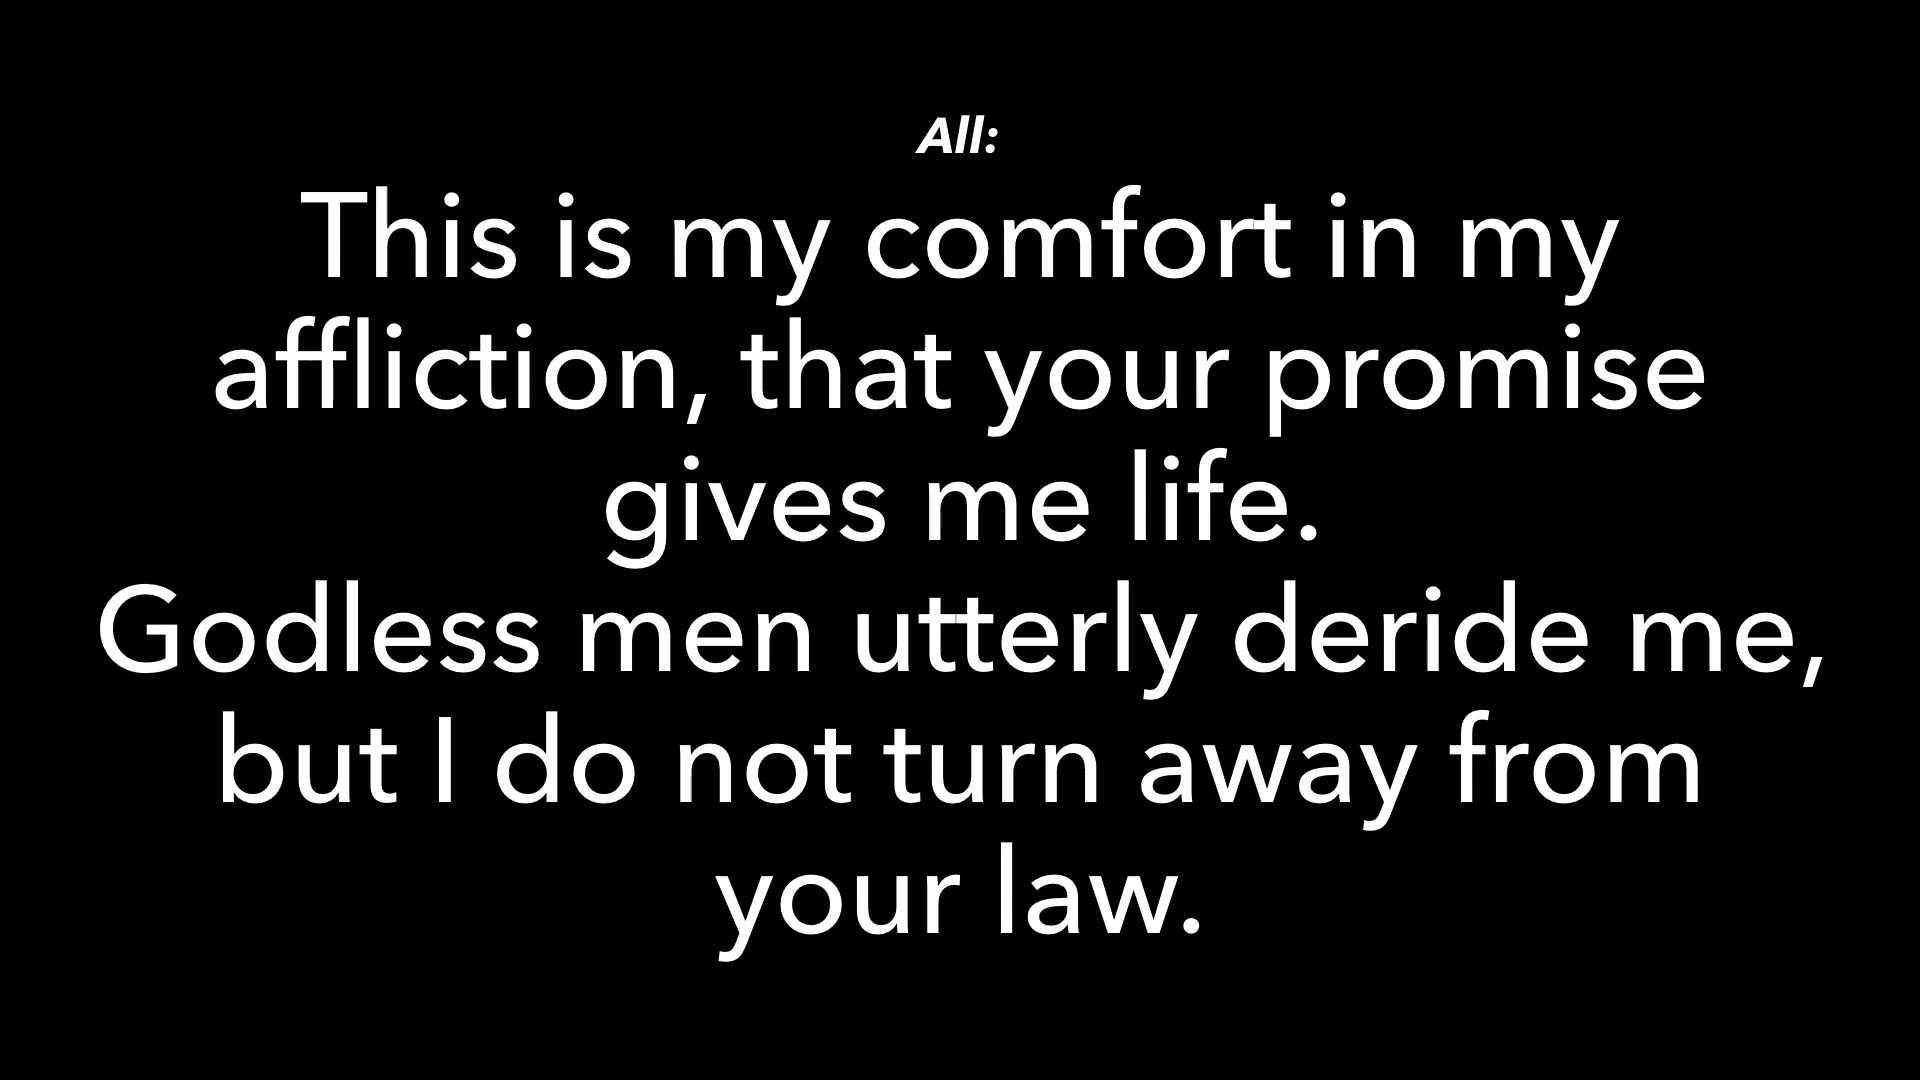 All:
This is my comfort in my
affliction, that your promise
gives me life.
Godless men utterly deride me,
but I do not turn away from
your law.